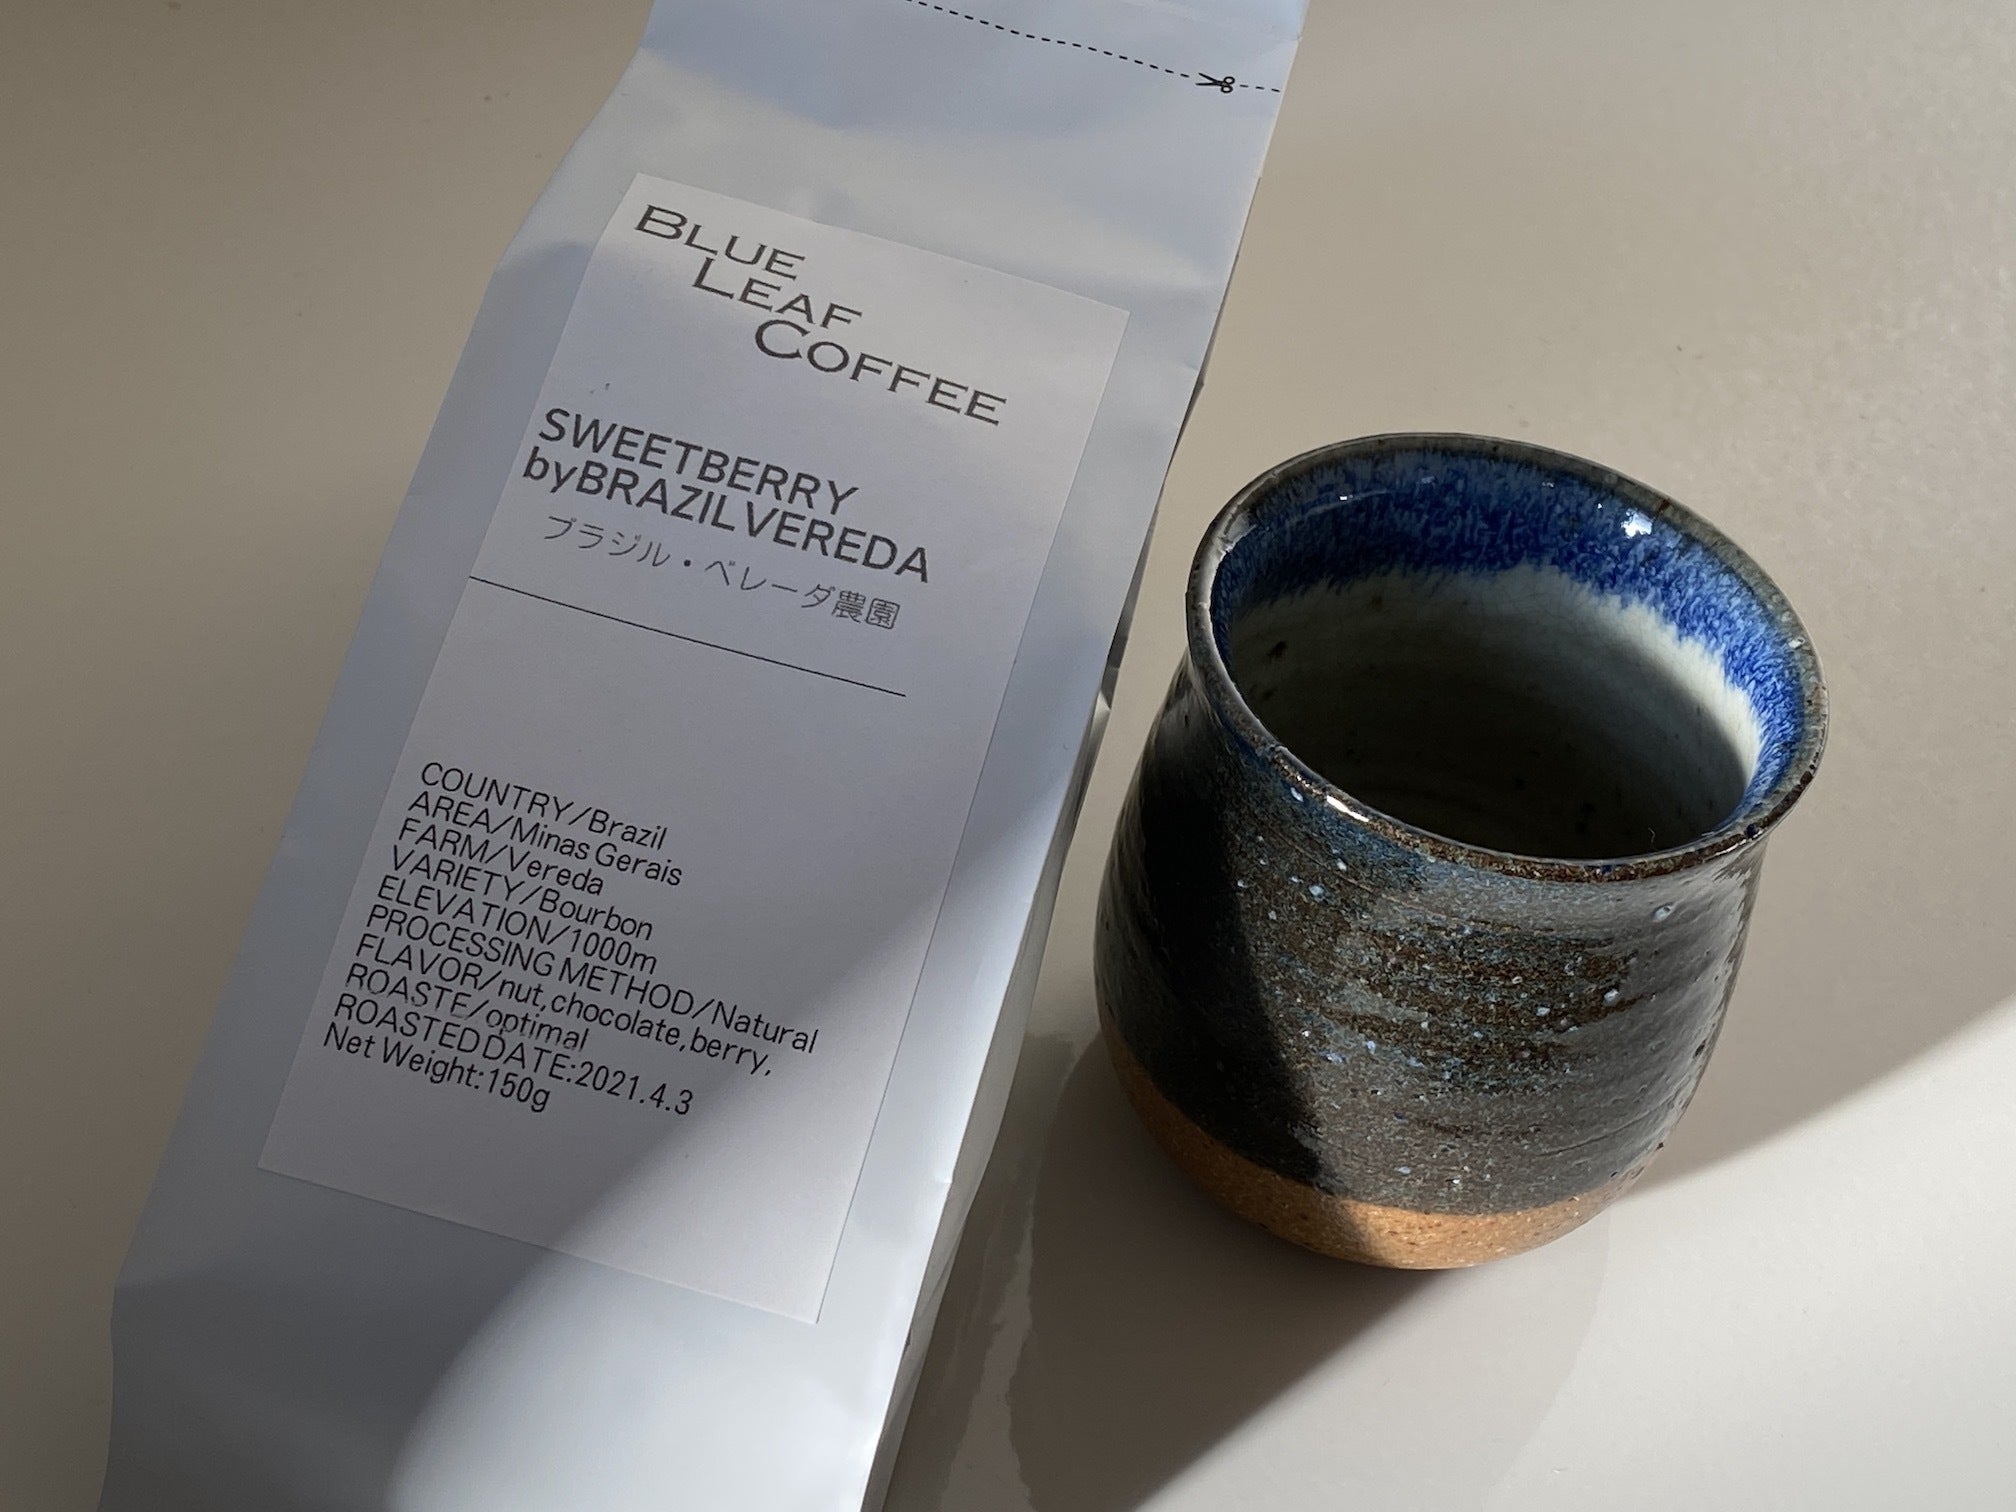 BLUE
LEAF
COFFEE
SWEETBERRY
byBRAZILVEREDA
ブラジル・ベレーダ農園
COUNTRY/Brazil
AREA/Minas Gerais
FARM/Vereda
VARIETY/Bourbon
ELEVATION/1000m
PROCESSING METHOD/Natural
FLAVOR/nut,chocolate,berry,
ROASTE/optimal
ROASTED DATE:2021.4.3
Net Weight:150g